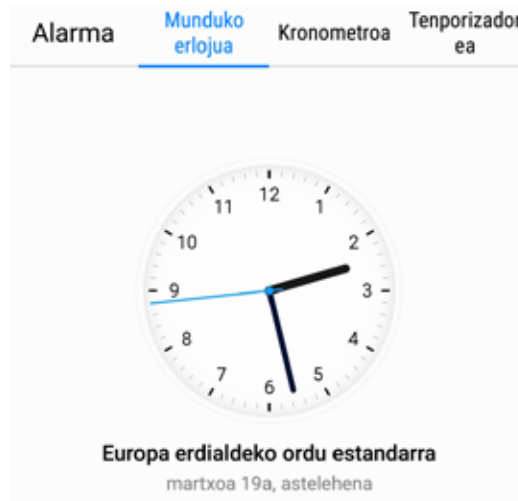 Alarma
Munduko
erlojua
Kronometroa
Tenporizador
ea
12
1
2
3
4
5
6
7
8
9
10
11
Europa erdialdeko ordu estandarra
martxoa 19a, astelehena